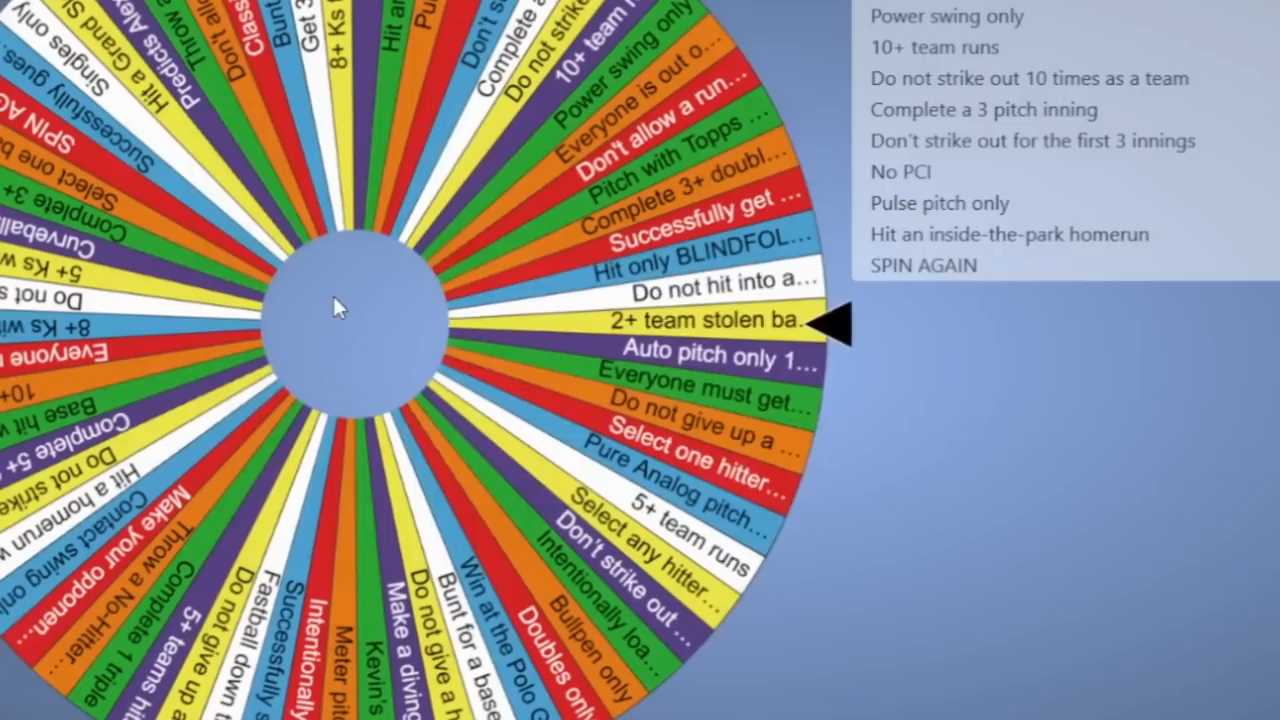 Power swing only
10+ team runs
Do not strike out 10 times as a team
Complete a 3 pitch inning
Don't strike out for the first 3 innings
No PCI
Pulse pitch only
Hit an inside-the-park homerun
SPIN AGAIN
Singles only
Hit a Grand Sl
Predicts Alex
Throw a
Don't allo
Classi
Bunt
Get 3
8+ Ks f
Hit an
Pu
Don't s
Complete a
Do not strike
10+ team r
Power swing only
Everyone is out o...
Don't allow a run...
Pitch with Topps ...
Complete 3+ doubl...
Successfully get ...
Hit only BLINDFOL...
Do not hit into a...
2+ team stolen ba.
Auto pitch only 1...
Everyone must get...
Do not give up a ...
Select one hitter...
Pure Analog pitch...
5+ team runs
Select any hitter...
Don't strike out ...
Intentionally loa...
Bullpen only
Doubles only
Win at the Polo G
Bunt for a base
Do not give a h
Make a diving
Kevin's
Meter pitc
Intentionally
Successfully s
Fastball down t
Do not give up a
5+ teams hit
Complete 1 triple
Throw a No-Hitter...
Make your opponen...
Contact swing onl
Hit a homerun w
Do not strike
Complete 5+
Base hit w
10+
Everyone n
8+ Ks wit
Do not s
5+ Ks w
Curveball
Complete 3+
Select one b
SPIN AG
Successfully gues